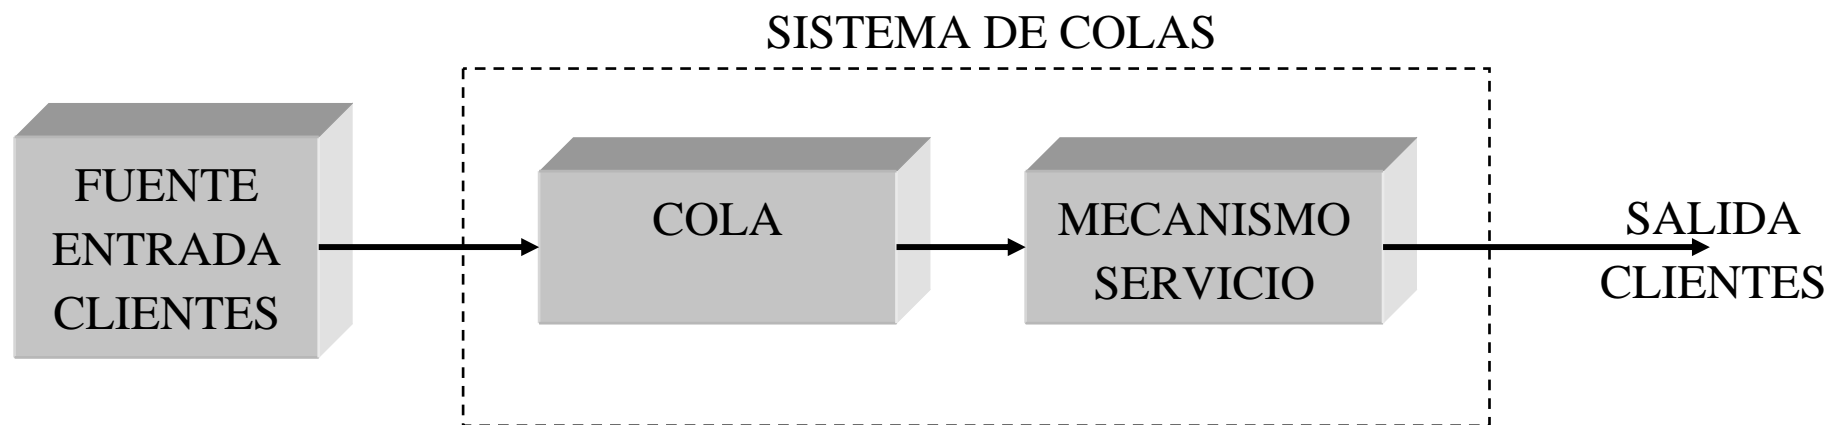 SISTEMA DE COLAS
FUENTE
ENTRADA
CLIENTES
COLA
MECANISMO
SERVICIO
SALIDA
CLIENTES